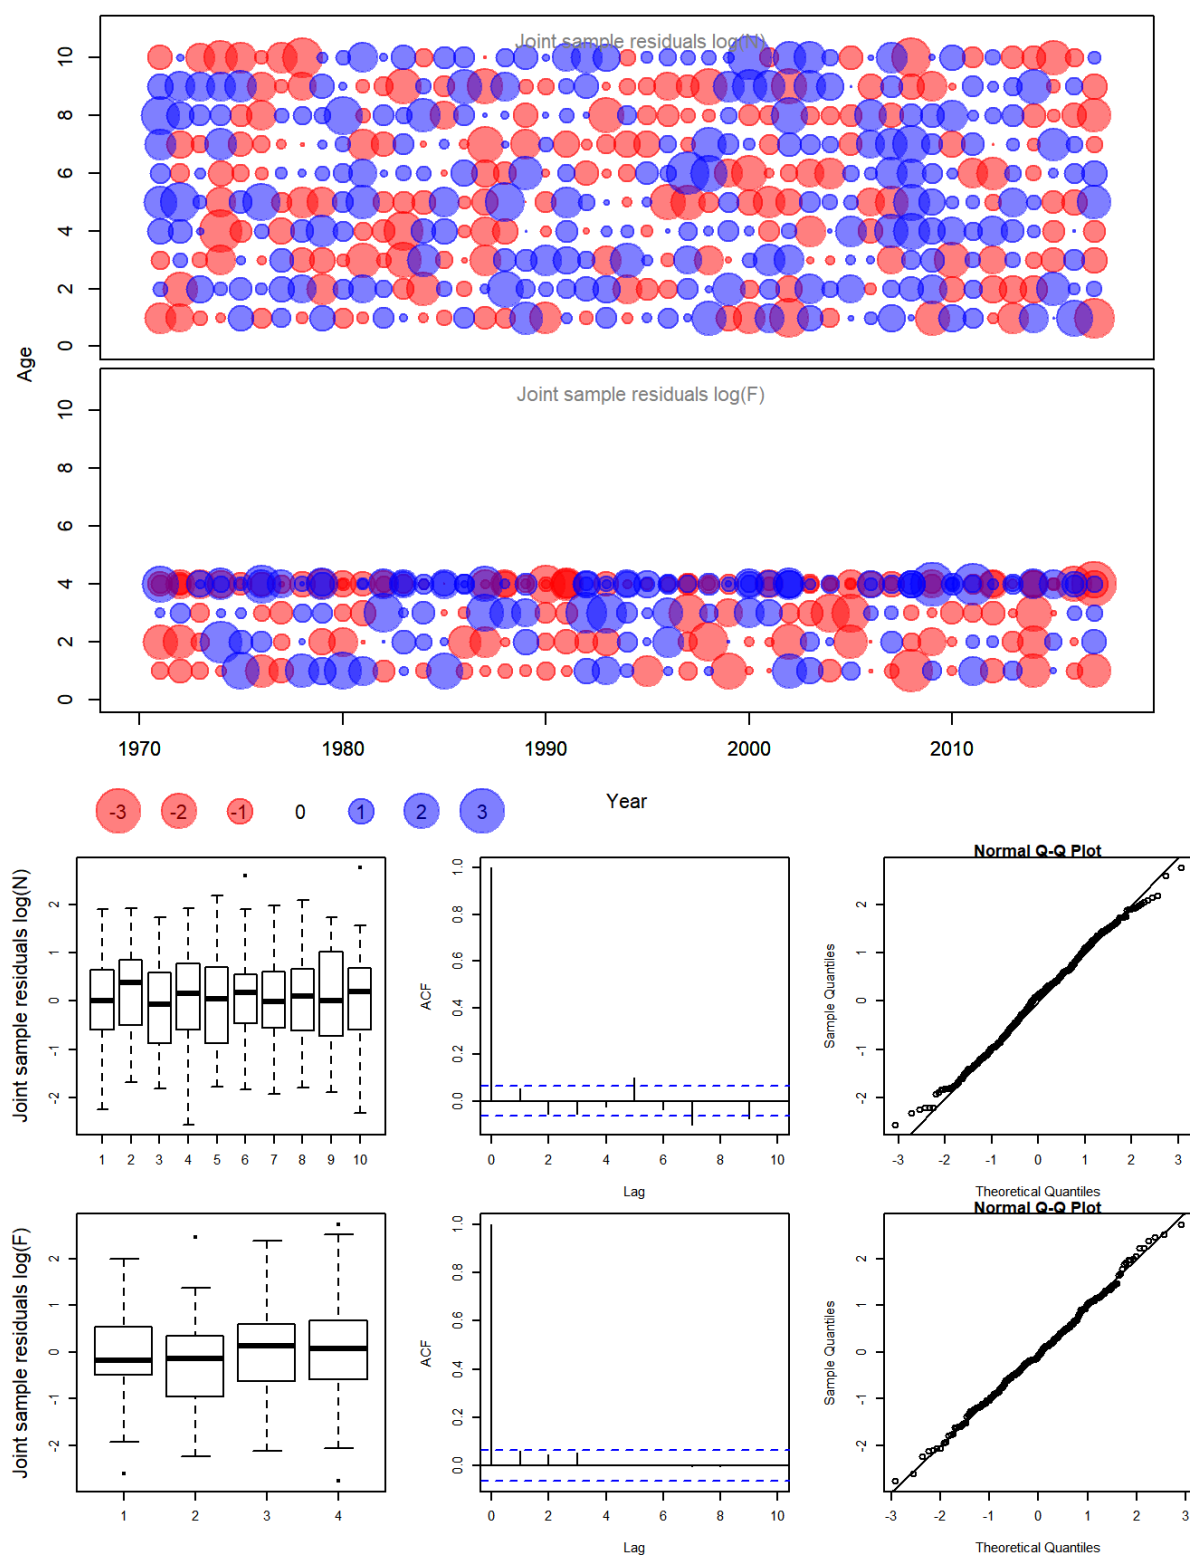 Joint sample residuals log(N)
10
8
6
4
2
0
Age
Joint sample residuals log(F)
10
8
6
4
2
0
1970 1980 1990 2000 2010
Year
-3 -2 -1 0 1 2 3
Joint sample residuals log(N)
2
1
0
-1
-2
1 2 3 4 5 6 7 8 9 10
ACF
1.0
0.8
0.6
0.4
0.2
0.0
0 2 4 6 8 10
Lag
Normal Q-Q Plot
Sample Quantiles
2
1
0
-1
-2
-3 -2 -1 0 1 2 3
Theoretical Quantiles
Joint sample residuals log(F)
2
1
0
-1
-2
1 2 3 4
ACF
1.0
0.8
0.6
0.4
0.2
0.0
0 2 4 6 8 10
Lag
Normal Q-Q Plot
Sample Quantiles
2
1
0
-1
-2
-3 -2 -1 0 1 2 3
Theoretical Quantiles